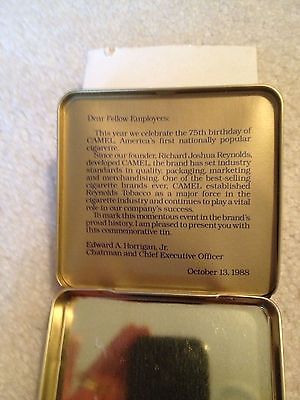 Dear Fellow Employees:
This year we celebrate the 75th birthday of
CAMEL, America's first nationally popular
cigarette.
Since our founder, Richard Joshua Reynolds,
developed CAMEL, the brand has set industry
standards in quality, packaging, marketing
and merchandising. One of the best-selling
cigarette brands ever, CAMEL established
Reynolds Tobacco as a major force in the
cigarette industry and continues to play a vital
role in our company's success.
To mark this momentous event in the brand's
proud history, I am pleased to present you with
this commemorative tin.
Edward A. Horrigan, Jr.
Chairman and Chief Executive Officer
October 13, 1988